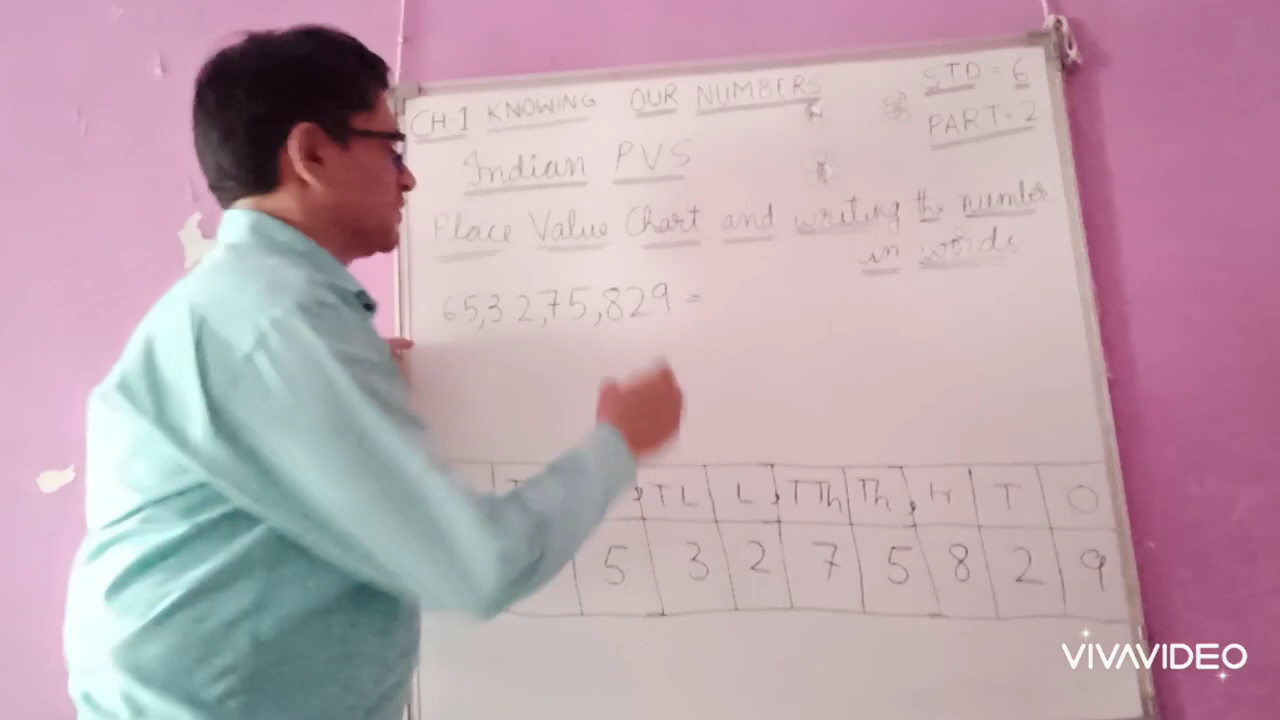 CH-1 KNOWING OUR NUMBERS
STD - 6
PART - 2
Indian PVS
Place Value Chart and writing the number
in words
65,32,75,829 =
T , TL L , TTh Th , H T O
5 3 2 7 5 8 2 9
VIVAVIDEO